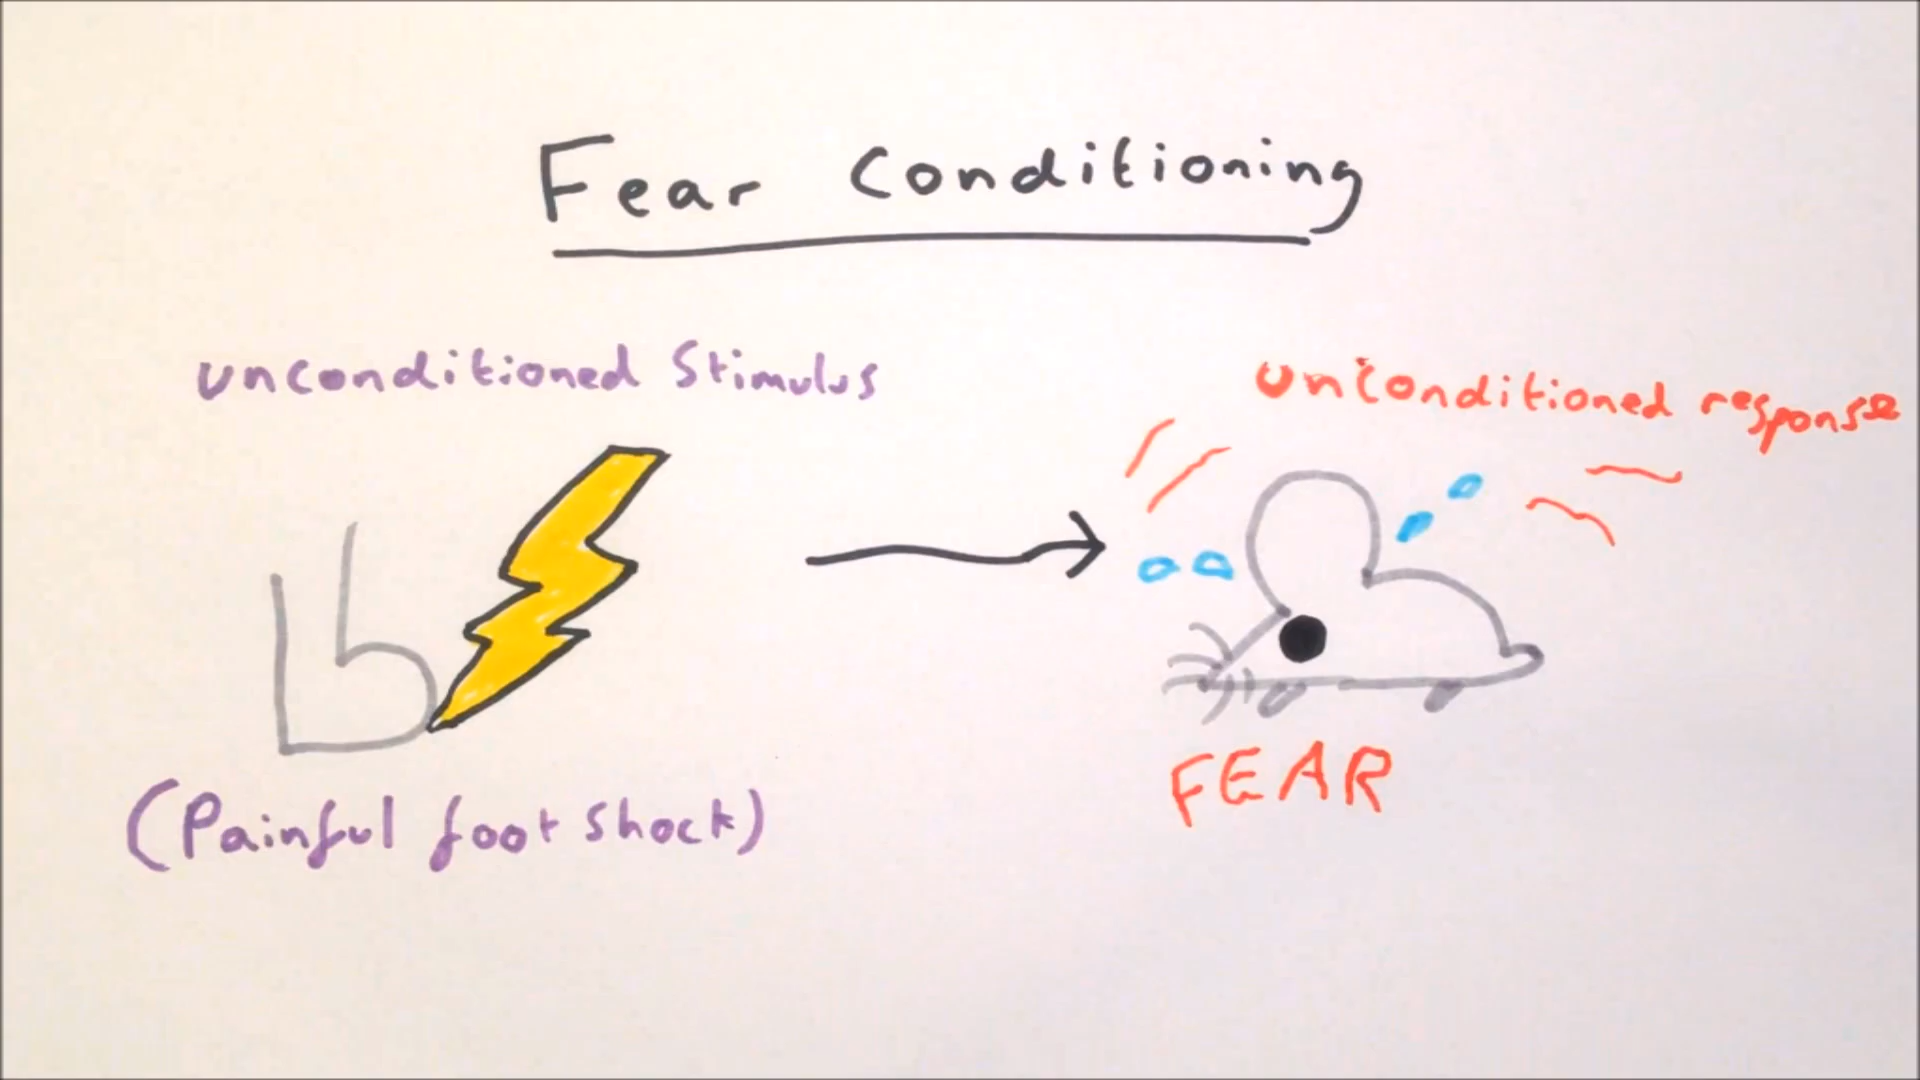 Fear Conditioning
unconditioned Stimulus
unconditioned response
(Painful foot shock)
FEAR